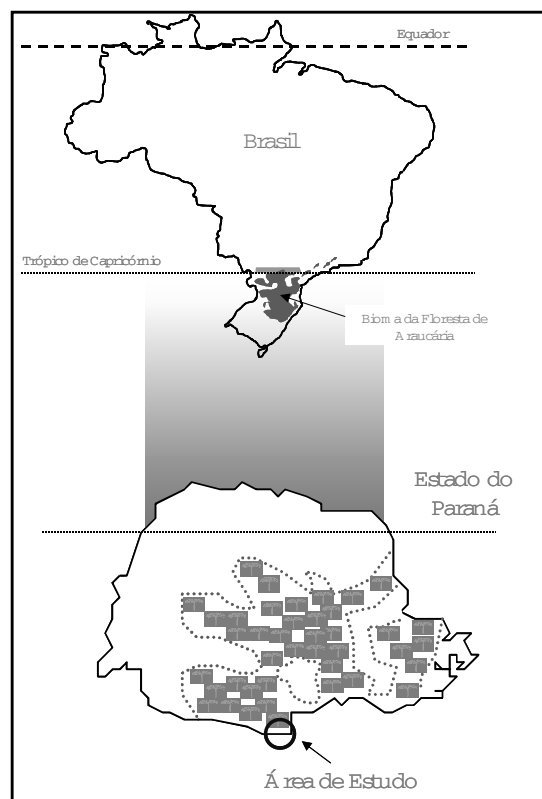 Equador
Brasil
Trópico de Capricórnio
Bioma da Floresta de
Araucária
Estado do
Paraná
Área de Estudo